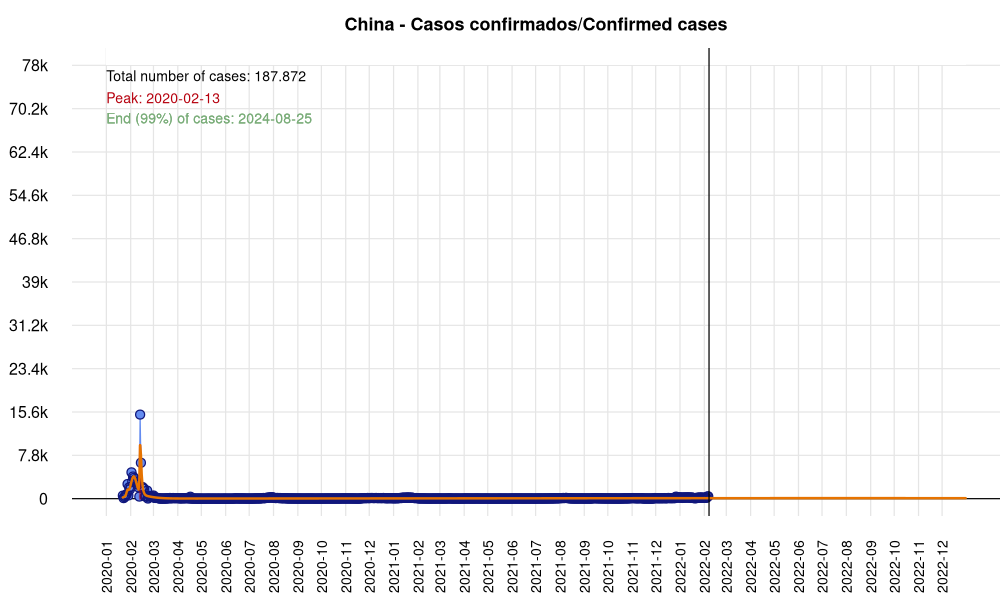 China - Casos confirmados/Confirmed cases
78k
Total number of cases: 187.872
Peak: 2020-02-13
70.2k
End (99%) of cases: 2024-08-25
62.4k
54.6k
46.8k
39k
31.2k
23.4k
15.6k
7.8k
0
2020-01
2020-02
2020-03
2020-04
2020-05
2020-06
2020-07
2020-08
2020-09
2020-10
2020-11
2020-12
2021-01
2021-02
2021-03
2021-04
2021-05
2021-06
2021-07
2021-08
2021-09
2021-10
2021-11
2021-12
2022-01
2022-02
2022-03
2022-04
2022-05
2022-06
2022-07
2022-08
2022-09
2022-10
2022-11
2022-12